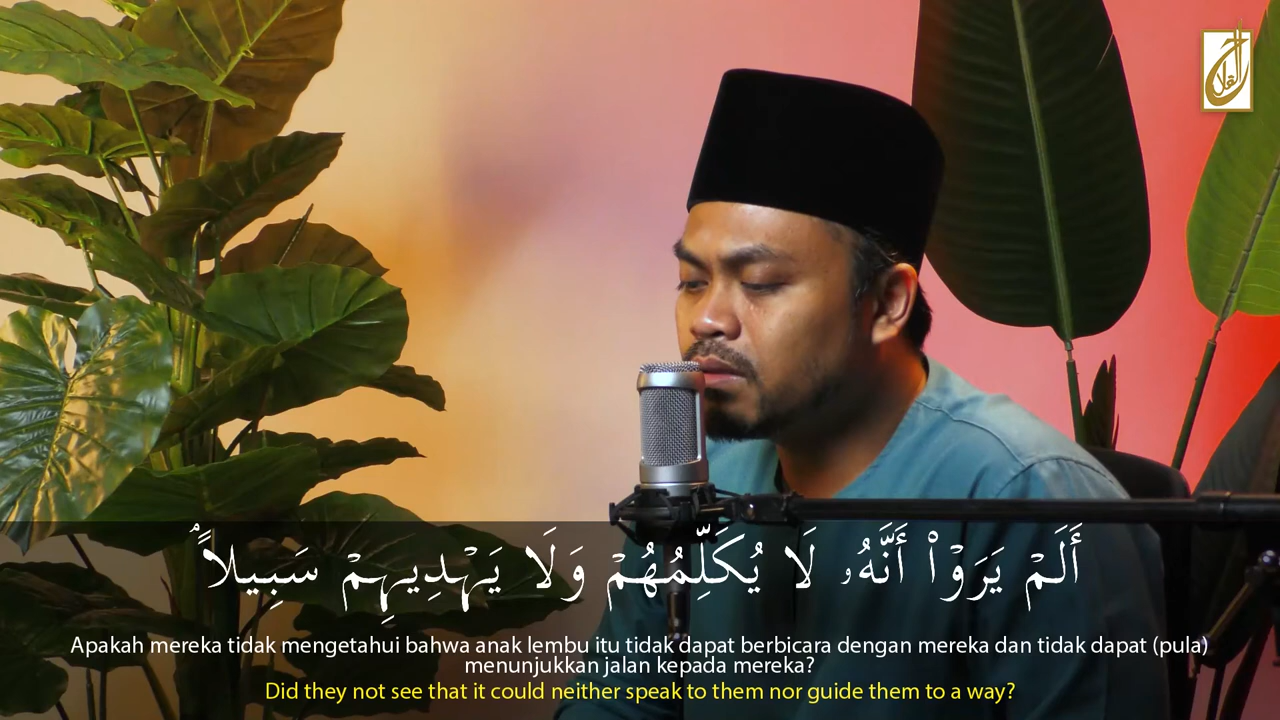 أَلَمْ يَرَوْا۟ أَنَّهُۥ لَا يُكَلِّمُهُمْ وَلَا يَهْدِيهِمْ سَبِيلًا ۘ
Apakah mereka tidak mengetahui bahwa anak lembu itu tidak dapat berbicara dengan mereka dan tidak dapat (pula)
menunjukkan jalan kepada mereka?
Did they not see that it could neither speak to them nor guide them to a way?